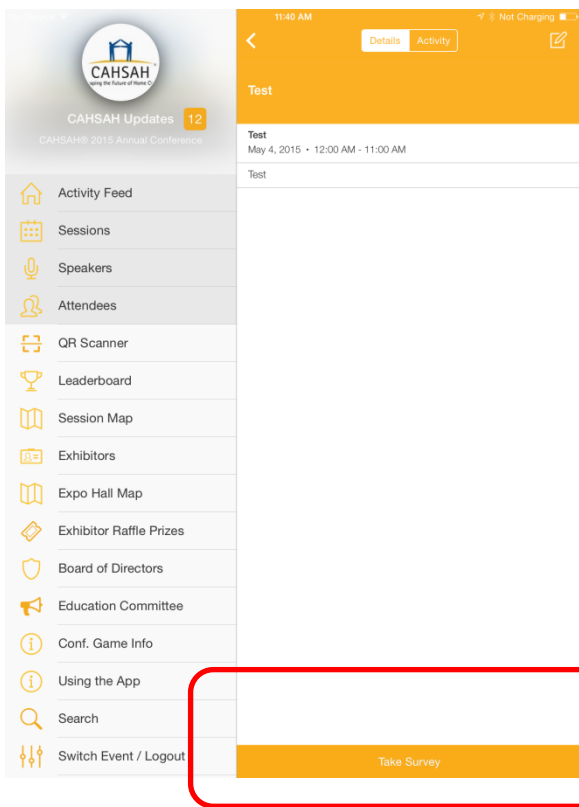 11:40 AM
Not Charging
Details Activity
CAHSAH
Test
CAHSAH Updates 12
CAHSAH® 2015 Annual Conference
Test
May 4, 2015 • 12:00 AM - 11:00 AM
Test
Activity Feed
Sessions
Speakers
Attendees
QR Scanner
Leaderboard
Session Map
Exhibitors
Expo Hall Map
Exhibitor Raffle Prizes
Board of Directors
Education Committee
Conf. Game Info
Using the App
Search
Switch Event / Logout
Take Survey